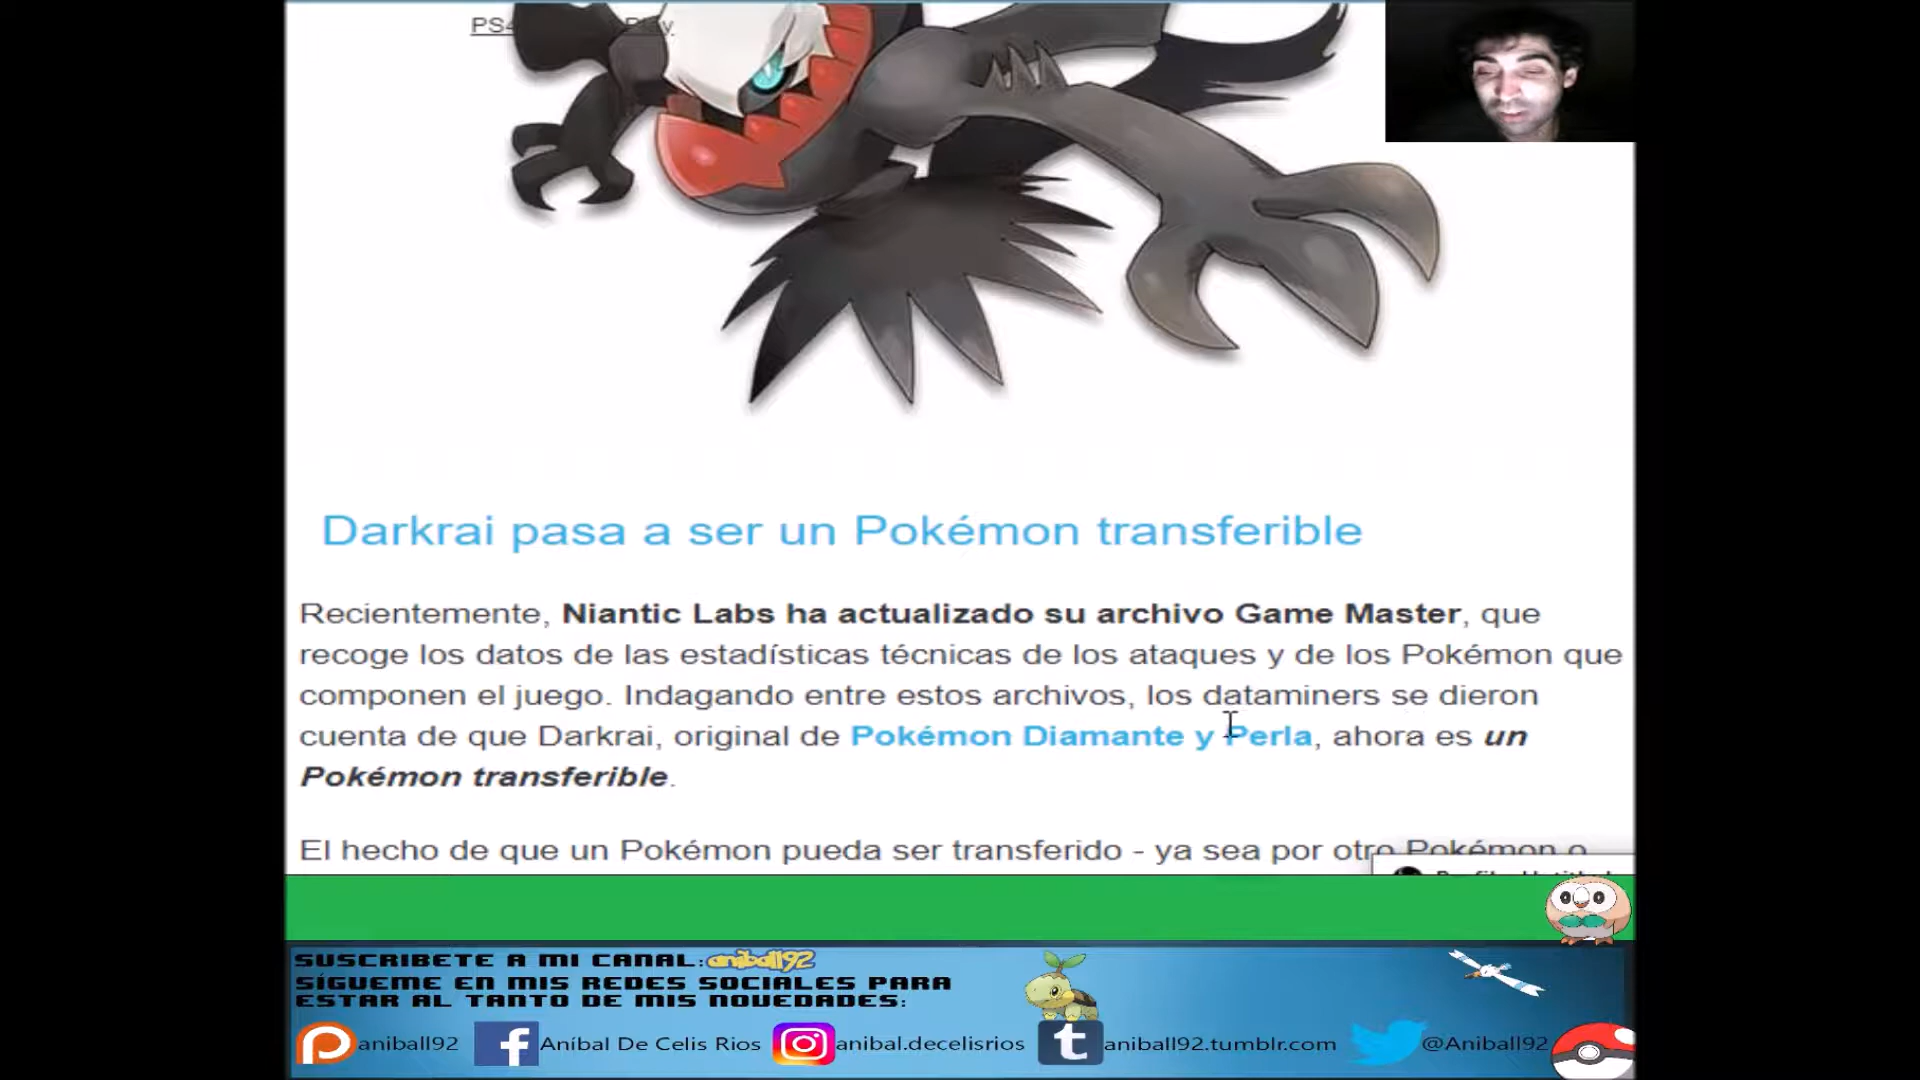 PS4 Play
Darkrai pasa a ser un Pokémon transferible
Recientemente, Niantic Labs ha actualizado su archivo Game Master, que
recoge los datos de las estadísticas técnicas de los ataques y de los Pokémon que
componen el juego. Indagando entre estos archivos, los dataminers se dieron
cuenta de que Darkrai, original de Pokémon Diamante y Perla, ahora es un
Pokémon transferible.
El hecho de que un Pokémon pueda ser transferido - ya sea por otro Pokémon o
SUSCRIBETE A MI CANAL: aniball92
SÍGUEME EN MIS REDES SOCIALES PARA
ESTAR AL TANTO DE MIS NOVEDADES:
aniball92 Aníbal De Celis Rios anibal.decelisrios aniball92.tumblr.com @Aniball92